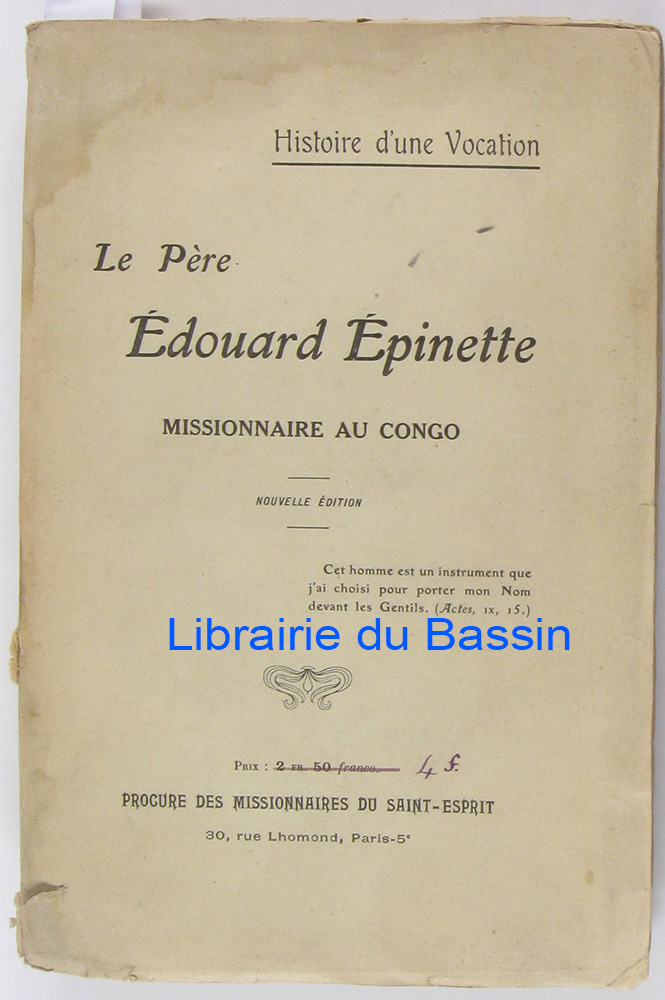 Histoire d'une Vocation
Le Père
Édouard Épinette
MISSIONNAIRE AU CONGO
NOUVELLE ÉDITION
Cet homme est un instrument que
j'ai choisi pour porter mon Nom
devant les Gentils. (Actes, IX, 15.)
Librairie du Bassin
PRIX : 2 FR. 50 franco. 4 f.
PROCURE DES MISSIONNAIRES DU SAINT-ESPRIT
30, rue Lhomond, Paris-5e